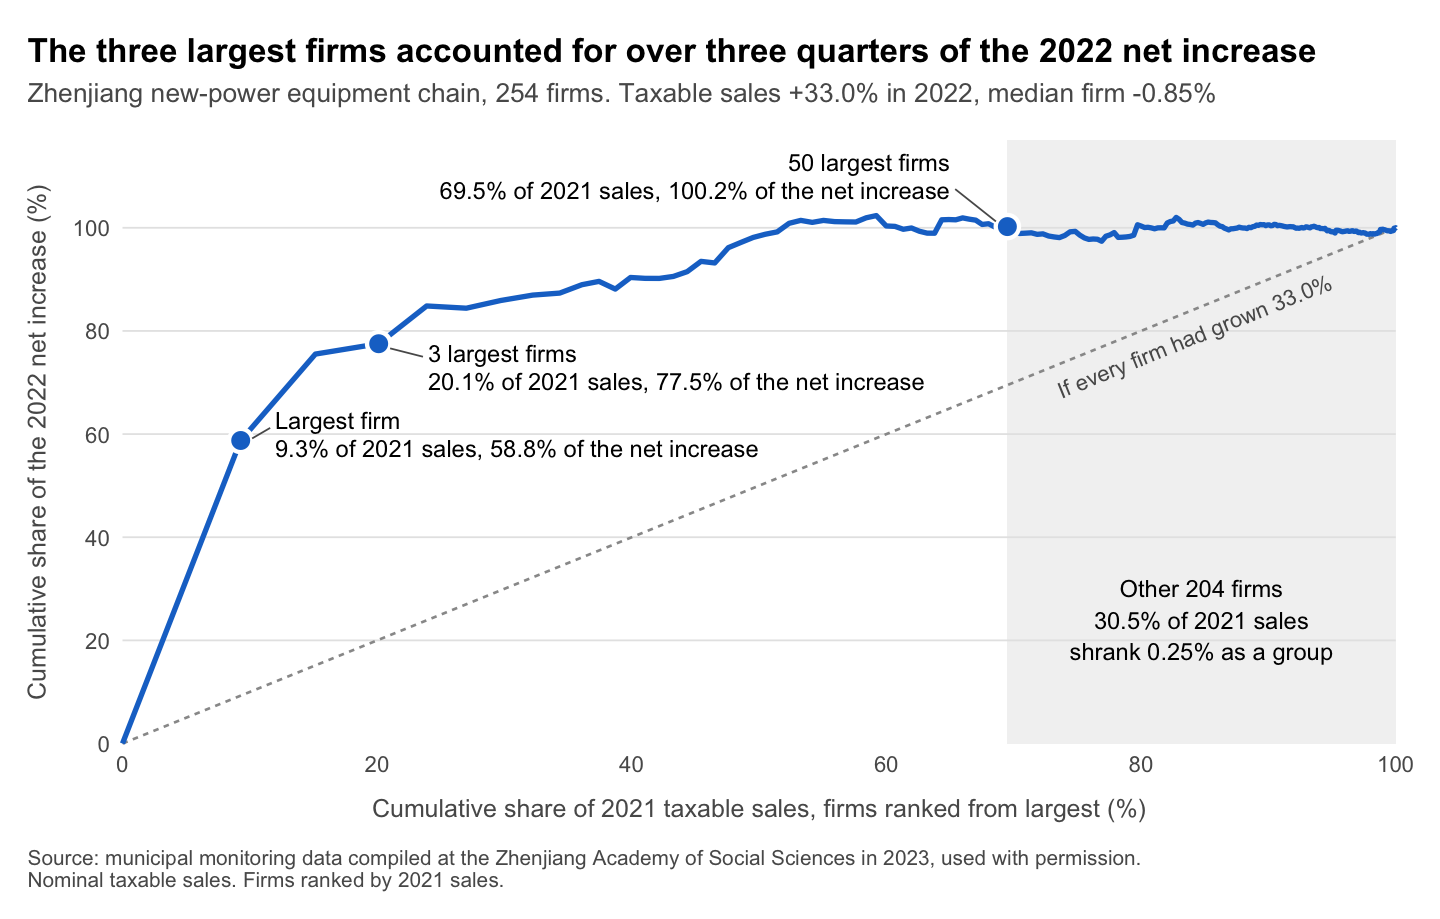 The three largest firms accounted for over three quarters of the 2022 net increase
Zhenjiang new-power equipment chain, 254 firms. Taxable sales +33.0% in 2022, median firm -0.85%
Cumulative share of the 2022 net increase (%)
100
80
60
40
20
0
50 largest firms
69.5% of 2021 sales, 100.2% of the net increase
3 largest firms
20.1% of 2021 sales, 77.5% of the net increase
Largest firm
9.3% of 2021 sales, 58.8% of the net increase
If every firm had grown 33.0%
Other 204 firms
30.5% of 2021 sales
shrank 0.25% as a group
0
20
40
60
80
100
Cumulative share of 2021 taxable sales, firms ranked from largest (%)
Source: municipal monitoring data compiled at the Zhenjiang Academy of Social Sciences in 2023, used with permission.
Nominal taxable sales. Firms ranked by 2021 sales.